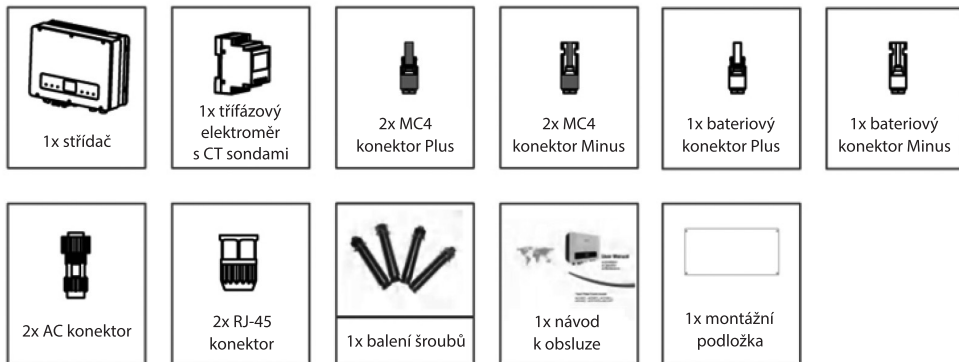 1x střídač
1x třífázový
elektroměr
s CT sondami
2x MC4
konektor Plus
2x MC4
konektor Minus
1x bateriový
konektor Plus
1x bateriový
konektor Minus
2x AC konektor
2x RJ-45
konektor
1x balení šroubů
User Manual
1x návod
k obsluze
1x montážní
podložka